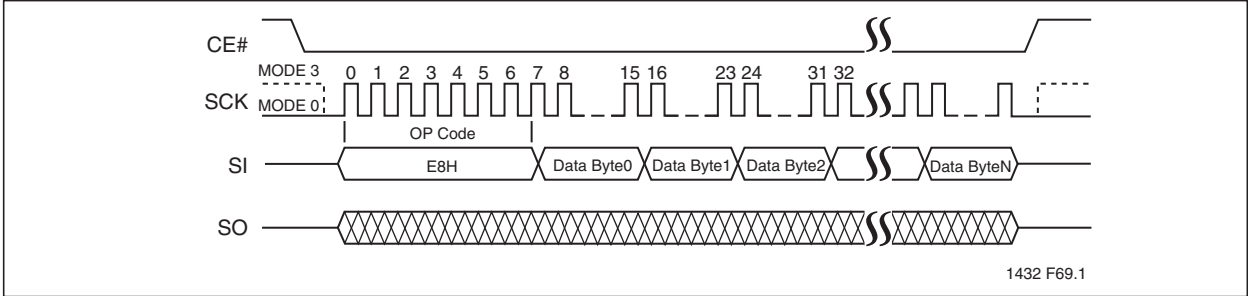 CE#
MODE 3 0 1 2 3 4 5 6 7 8 15 16 23 24 31 32
SCK MODE 0
OP Code
SI E8H Data Byte0 Data Byte1 Data Byte2 Data ByteN
SO
1432 F69.1